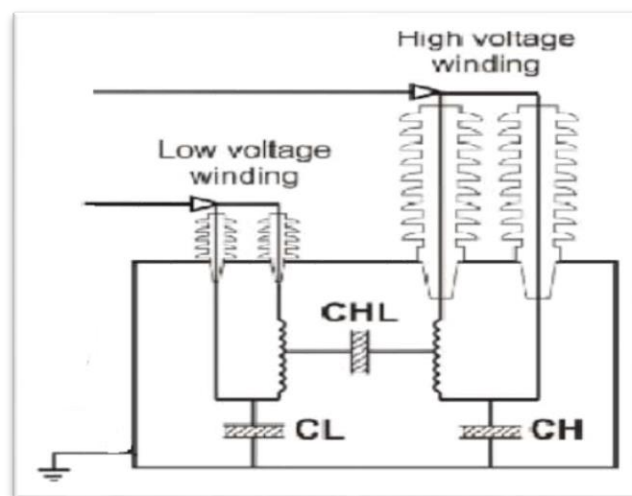 High voltage
winding
Low voltage
winding
CHL
CL
CH